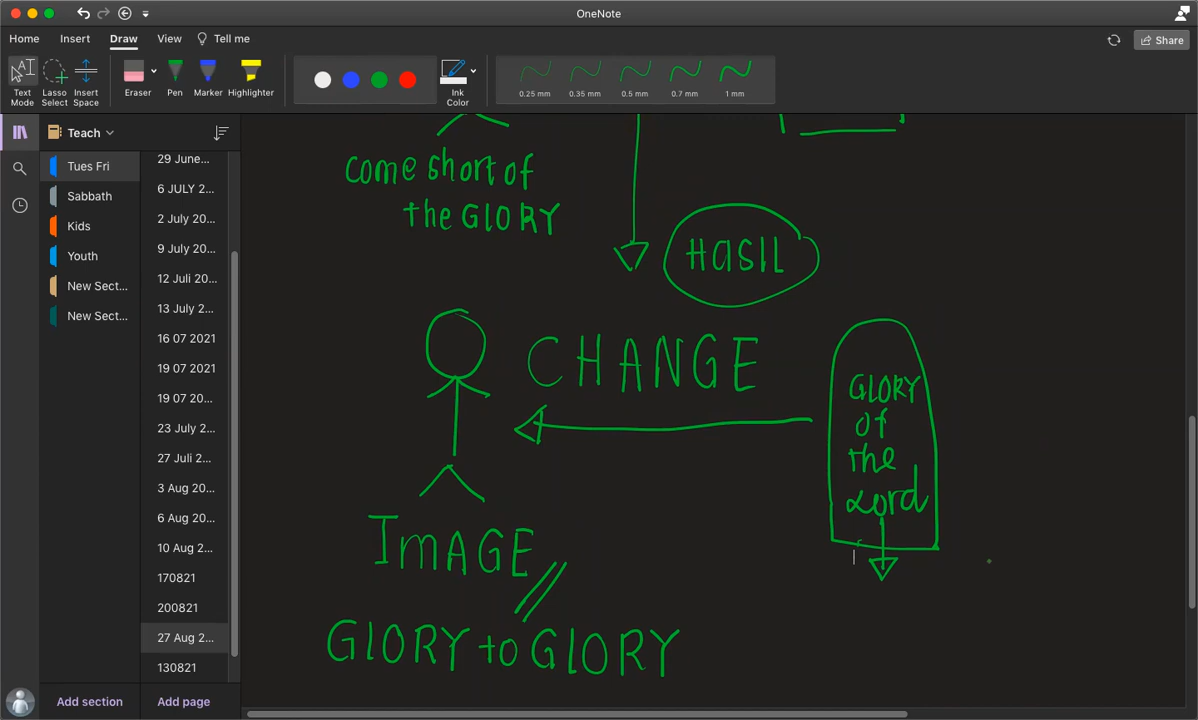 OneNote
Home Insert Draw View Tell me
Share
Text Mode
Lasso Select
Insert Space
Eraser
Pen
Marker
Highlighter
Ink Color
0.25 mm 0.35 mm 0.5 mm 0.7 mm 1 mm
Teach
Tues Fri
Sabbath
Kids
Youth
New Sect...
New Sect...
29 June...
6 JULY 2...
2 July 20...
9 July 20...
12 Juli 20...
13 July 2...
16 07 2021
19 07 2021
19 07 202...
23 July 2...
27 Juli 20...
3 Aug 20...
6 Aug 20...
10 Aug 2...
170821
200821
27 Aug 2...
130821
Add section
Add page
come short of
the GLORY
HasIL
CHANGE
GLORY
of
the
Lord
ImAGE
GLORY to GLORY